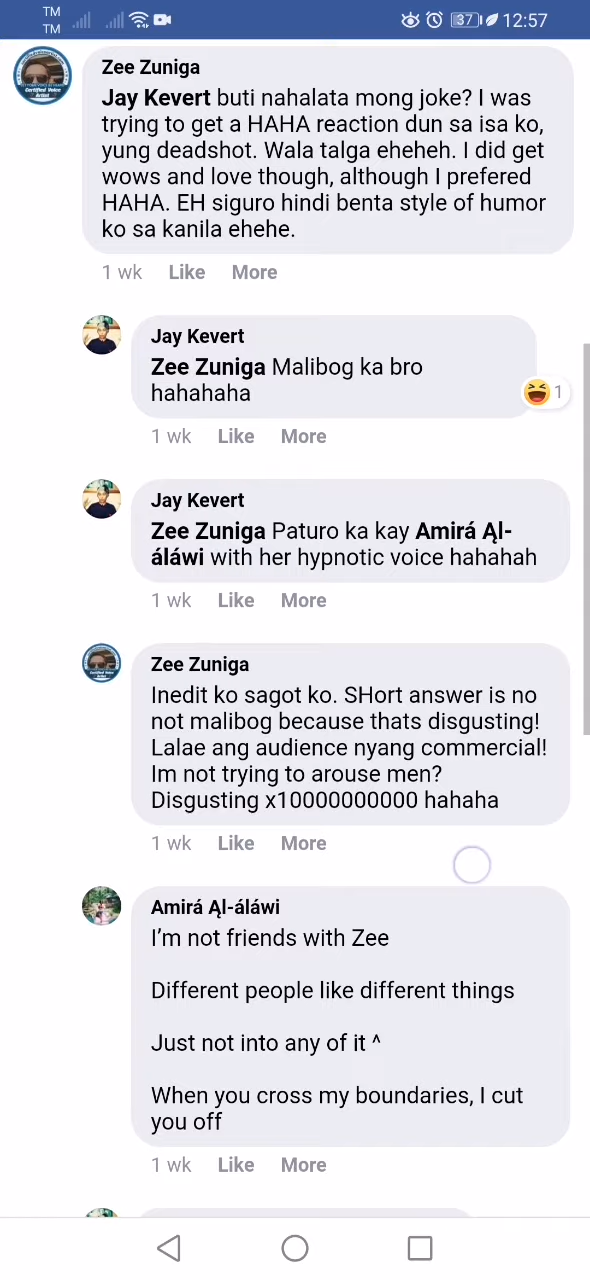 TM
TM
37
12:57
Zee Zuniga
Jay Kevert buti nahalata mong joke? I was
trying to get a HAHA reaction dun sa isa ko,
yung deadshot. Wala talga eheheh. I did get
wows and love though, although I prefered
HAHA. EH siguro hindi benta style of humor
ko sa kanila ehehe.
1 wk Like More
Jay Kevert
Zee Zuniga Malibog ka bro
hahahaha
1
1 wk Like More
Jay Kevert
Zee Zuniga Paturo ka kay Amirá Ąl-
áláwi with her hypnotic voice hahahah
1 wk Like More
Zee Zuniga
Inedit ko sagot ko. SHort answer is no
not malibog because thats disgusting!
Lalae ang audience nyang commercial!
Im not trying to arouse men?
Disgusting x10000000000 hahaha
1 wk Like More
Amirá Ąl-áláwi
I'm not friends with Zee
Different people like different things
Just not into any of it ^
When you cross my boundaries, I cut
you off
1 wk Like More